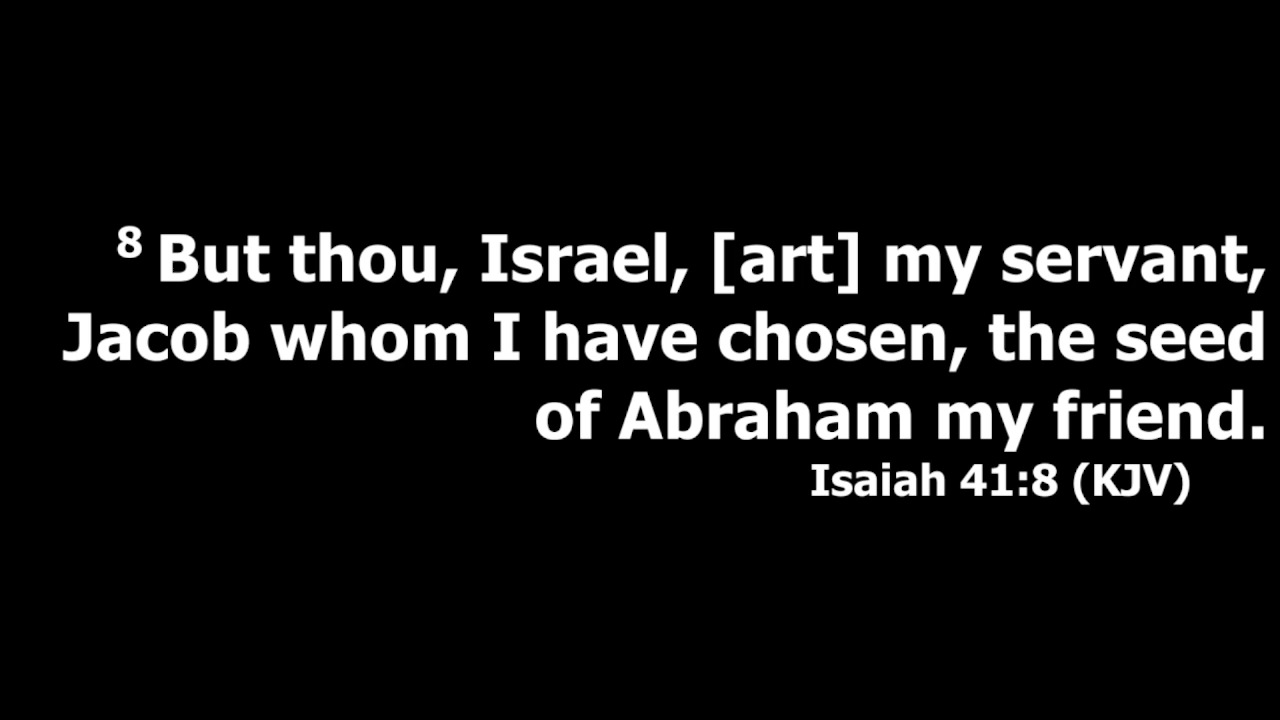 8 But thou, Israel, [art] my servant,
Jacob whom I have chosen, the seed
of Abraham my friend.
Isaiah 41:8 (KJV)